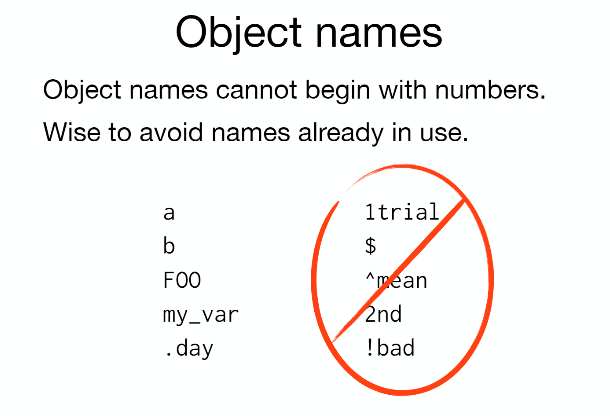 Object names
Object names cannot begin with numbers.
Wise to avoid names already in use.
a
b
FOO
my_var
.day
1trial
$
^mean
2nd
!bad